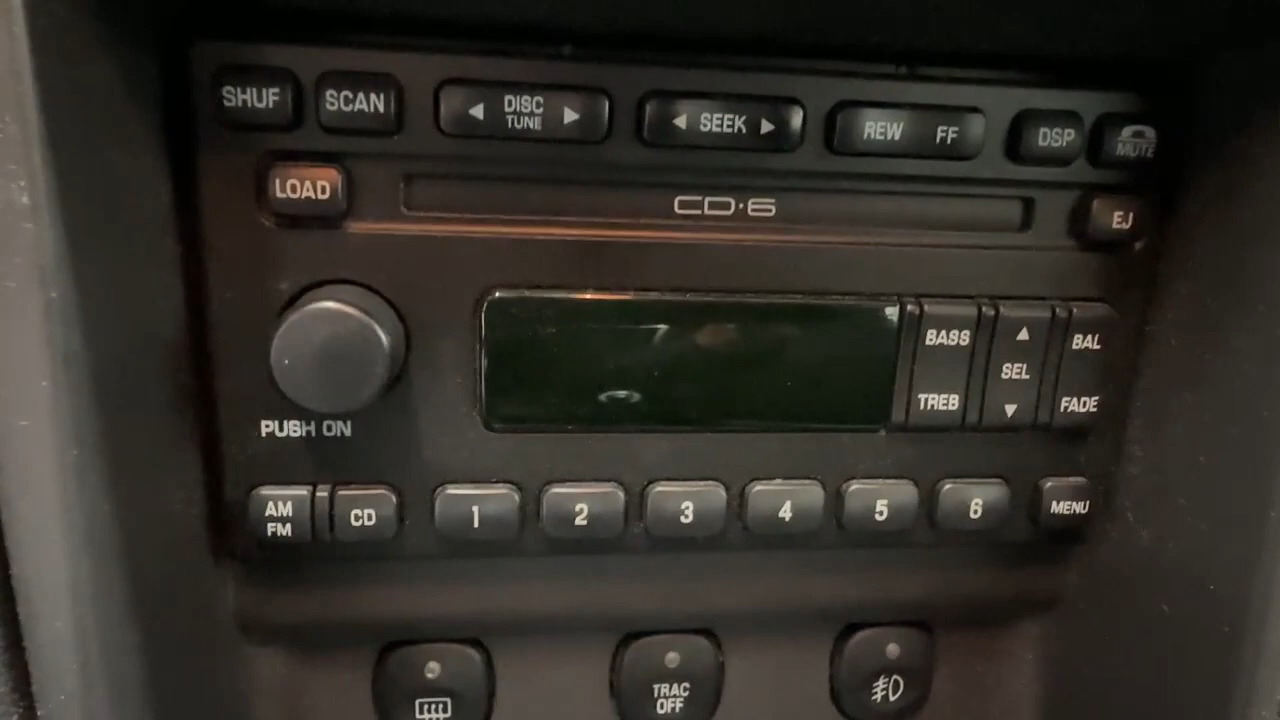 SHUF
SCAN
DISC
TUNE
SEEK
REW FF
DSP
MUTE
LOAD
CD·6
EJ
PUSH ON
BASS
TREB
SEL
BAL
FADE
AM
FM
CD
1
2
3
4
5
6
MENU
TRAC
OFF